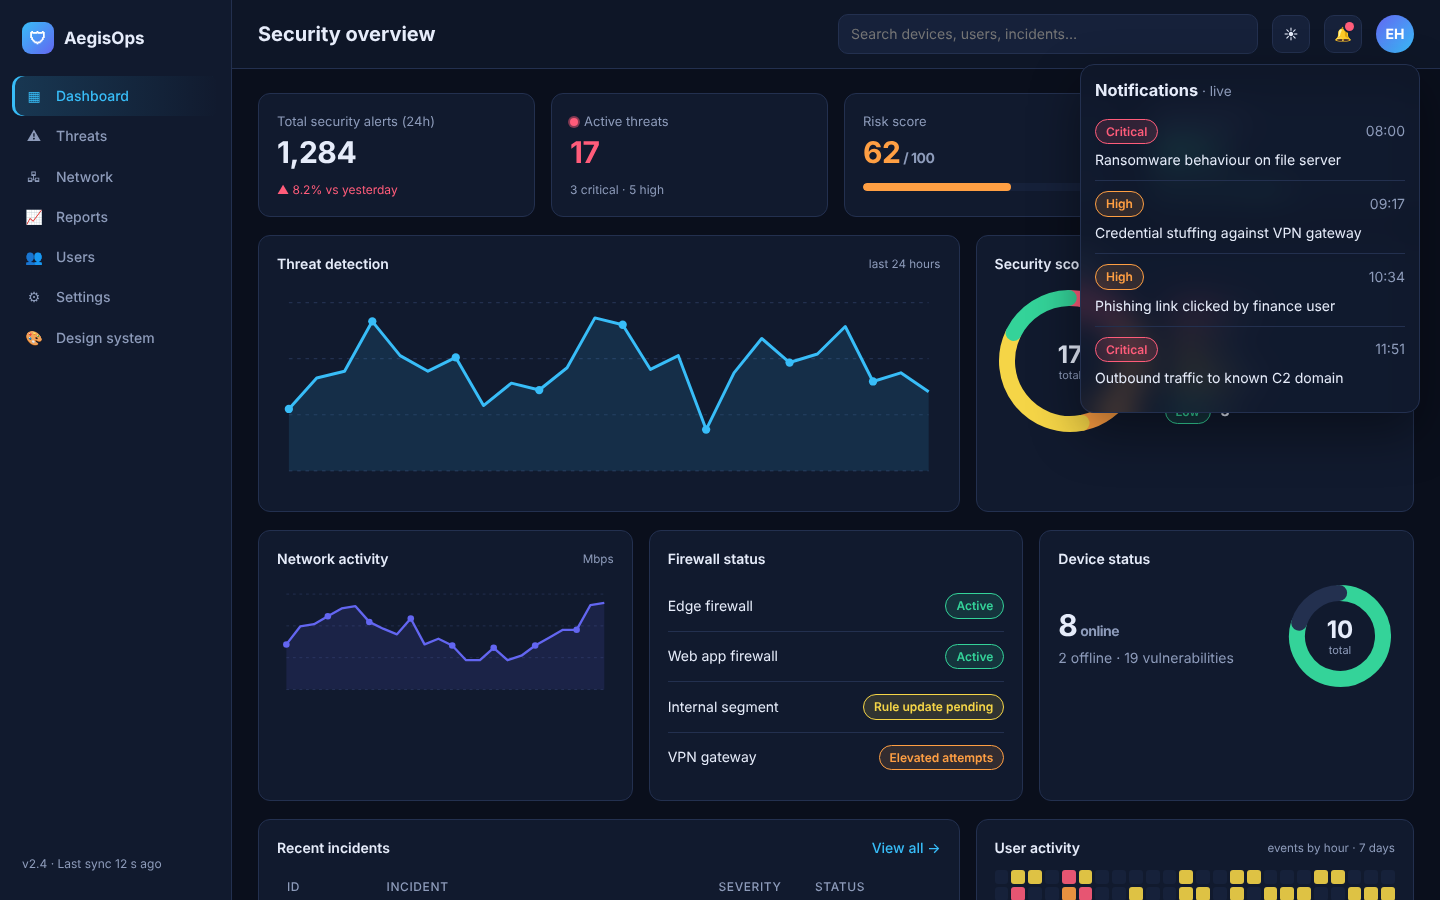 AegisOps
Dashboard
Threats
Network
Reports
Users
Settings
Design system
v2.4 · Last sync 12 s ago
Security overview
Search devices, users, incidents...
EH
Total security alerts (24h)
1,284
▲ 8.2% vs yesterday
Active threats
17
3 critical · 5 high
Risk score
62 / 100
Notifications · live
Critical 08:00
Ransomware behaviour on file server
High 09:17
Credential stuffing against VPN gateway
High 10:34
Phishing link clicked by finance user
Critical 11:51
Outbound traffic to known C2 domain
Threat detection last 24 hours
Security sco
17
total
Network activity Mbps
Firewall status
Edge firewall Active
Web app firewall Active
Internal segment Rule update pending
VPN gateway Elevated attempts
Device status
8 online
2 offline · 19 vulnerabilities
10
total
Recent incidents View all →
ID INCIDENT SEVERITY STATUS
User activity events by hour · 7 days